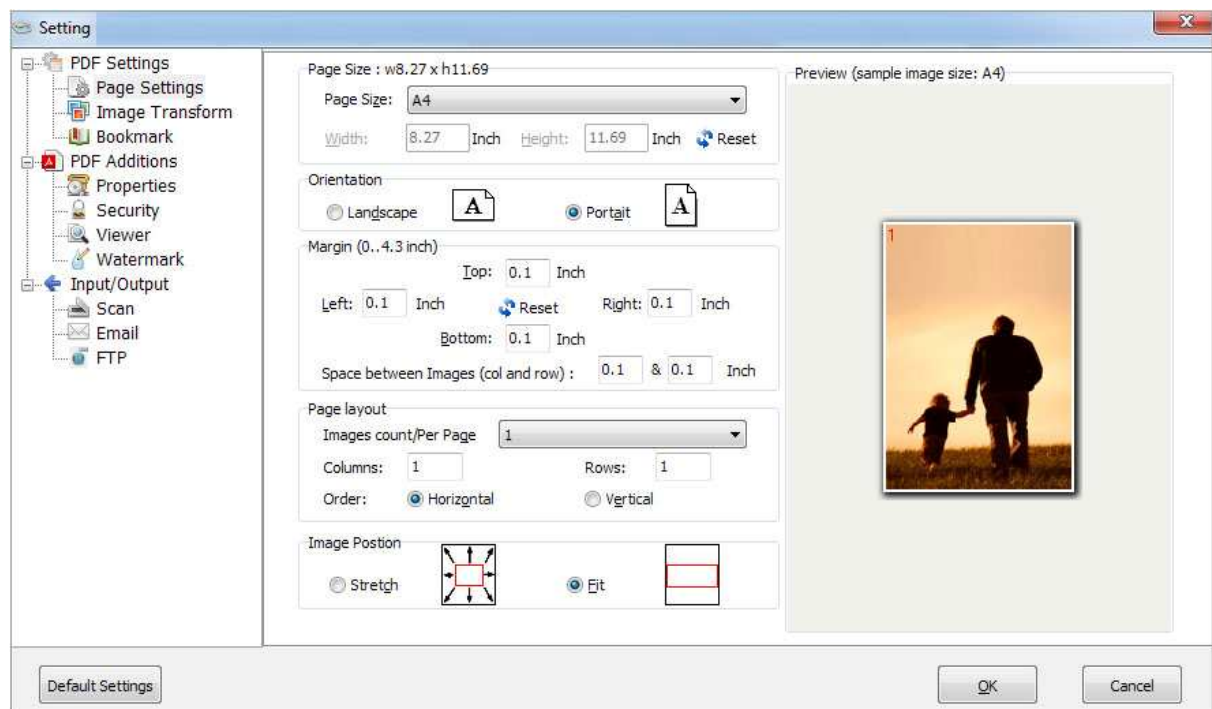 Setting
PDF Settings
Page Settings
Image Transform
Bookmark
PDF Additions
Properties
Security
Viewer
Watermark
Input/Output
Scan
Email
FTP
Page Size : w8.27 x h11.69
Page Size: A4
Width: 8.27 Inch Height: 11.69 Inch Reset
Orientation
Landscape A Portait A
Margin (0..4.3 inch)
Top: 0.1 Inch
Left: 0.1 Inch Reset Right: 0.1 Inch
Bottom: 0.1 Inch
Space between Images (col and row) : 0.1 & 0.1 Inch
Page layout
Images count/Per Page 1
Columns: 1 Rows: 1
Order: Horizontal Vertical
Image Postion
Stretch Fit
Preview (sample image size: A4)
1
Default Settings OK Cancel